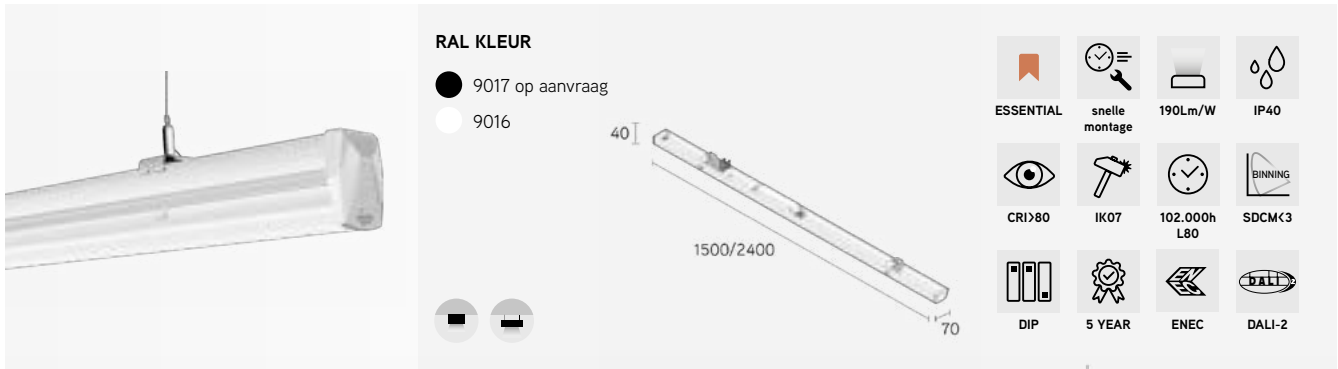 RAL KLEUR
9017 op aanvraag
9016
40
1500/2400
70
ESSENTIAL
snelle
montage
190Lm/W
IP40
CRI>80
IK07
102.000h
L80
BINNING
SDCM<3
DIP
5 YEAR
ENEC
DALI 2
DALI-2